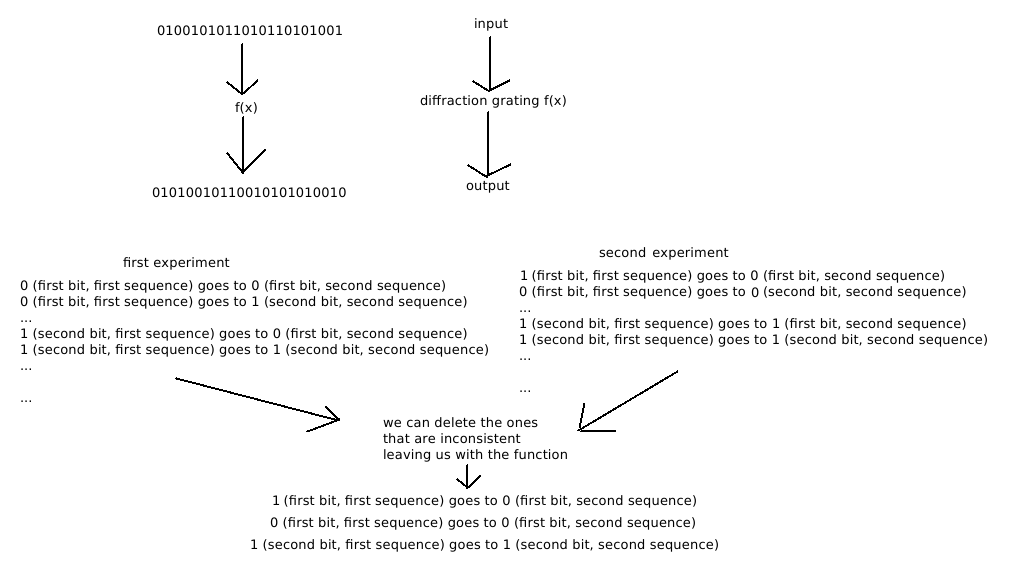 010010101101011010101001
f(x)
01010010110010101010010
input
diffraction grating f(x)
output
first experiment
0 (first bit, first sequence) goes to 0 (first bit, second sequence)
0 (first bit, first sequence) goes to 1 (second bit, second sequence)
...
1 (second bit, first sequence) goes to 0 (first bit, second sequence)
1 (second bit, first sequence) goes to 1 (second bit, second sequence)
...
...
second experiment
1 (first bit, first sequence) goes to 0 (first bit, second sequence)
0 (first bit, first sequence) goes to 0 (second bit, second sequence)
...
1 (second bit, first sequence) goes to 1 (first bit, second sequence)
1 (second bit, first sequence) goes to 1 (second bit, second sequence)
...
...
we can delete the ones
that are inconsistent
leaving us with the function
1 (first bit, first sequence) goes to 0 (first bit, second sequence)
0 (first bit, first sequence) goes to 0 (first bit, second sequence)
1 (second bit, first sequence) goes to 1 (second bit, second sequence)